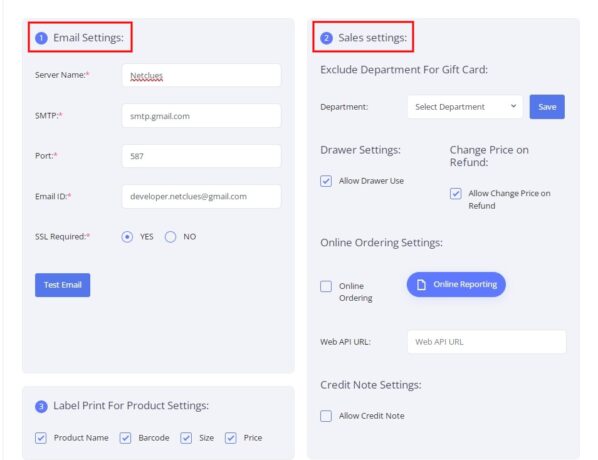 1 Email Settings:
Server Name:* Netclues
SMTP:* smtp.gmail.com
Port:* 587
Email ID:* developer.netclues@gmail.com
SSL Required:* YES NO
Test Email
2 Sales settings:
Exclude Department For Gift Card:
Department: Select Department Save
Drawer Settings:
Allow Drawer Use
Change Price on
Refund:
Allow Change Price on
Refund
Online Ordering Settings:
Online
Ordering
Online Reporting
Web API URL: Web API URL
Credit Note Settings:
Allow Credit Note
3 Label Print For Product Settings:
Product Name Barcode Size Price